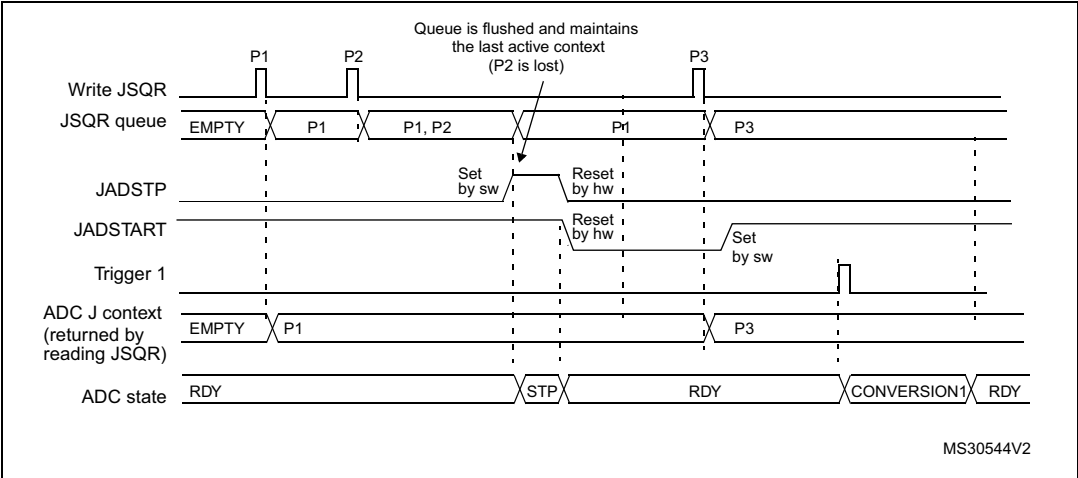 Queue is flushed and maintains
the last active context
(P2 is lost)
P1
P2
P3
Write JSQR
JSQR queue
EMPTY
P1
P1, P2
P1
P3
Set
by sw
Reset
by hw
JADSTP
JADSTART
Reset
by hw
Set
by sw
Trigger 1
ADC J context
(returned by
reading JSQR)
EMPTY
P1
P3
ADC state
RDY
STP
RDY
CONVERSION1
RDY
MS30544V2